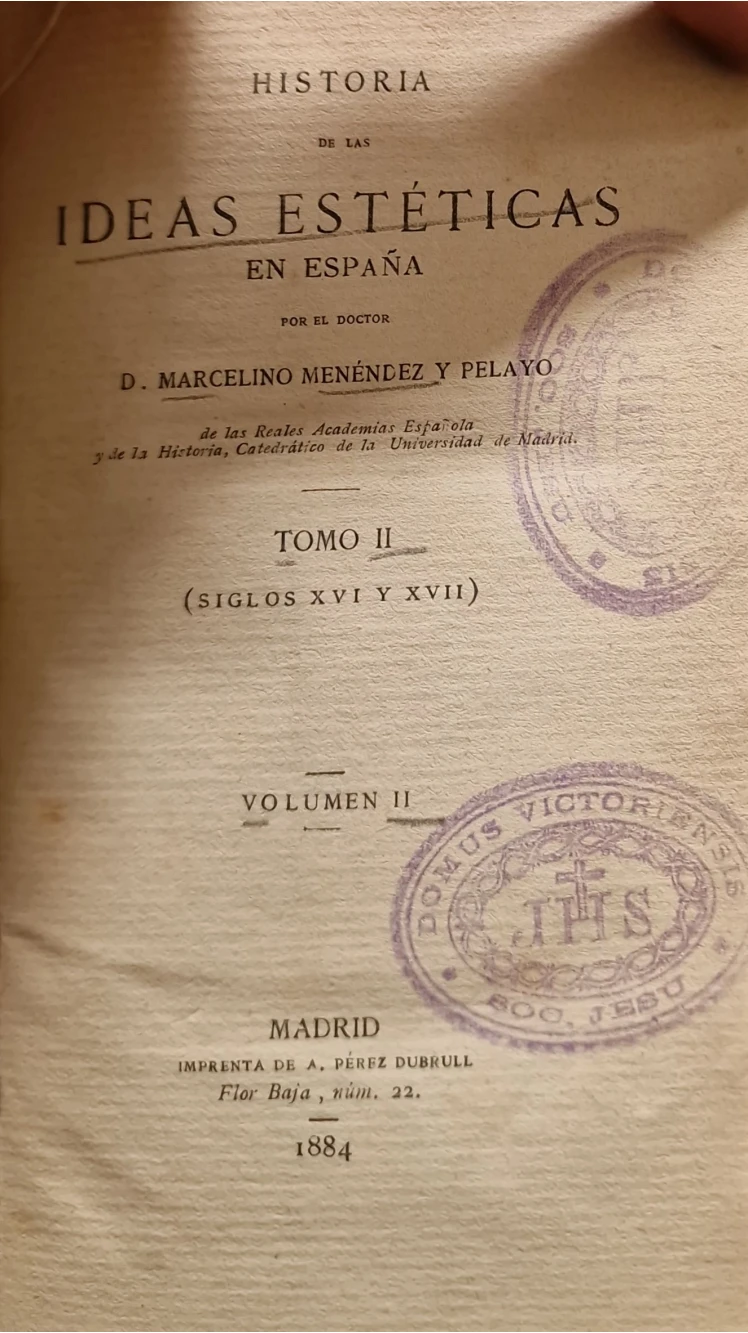 HISTORIA
DE LAS
IDEAS ESTÉTICAS
EN ESPAÑA
POR EL DOCTOR
D. MARCELINO MENÉNDEZ Y PELAYO
de las Reales Academias Española
y de la Historia, Catedrático de la Universidad de Madrid.
TOMO II
(SIGLOS XVI Y XVII)
VOLUMEN II
DOMUS VICTORIENSIS
JHS
SOC. JESU
MADRID
IMPRENTA DE A. PÉREZ DUBRULL
Flor Baja, núm. 22.
1884